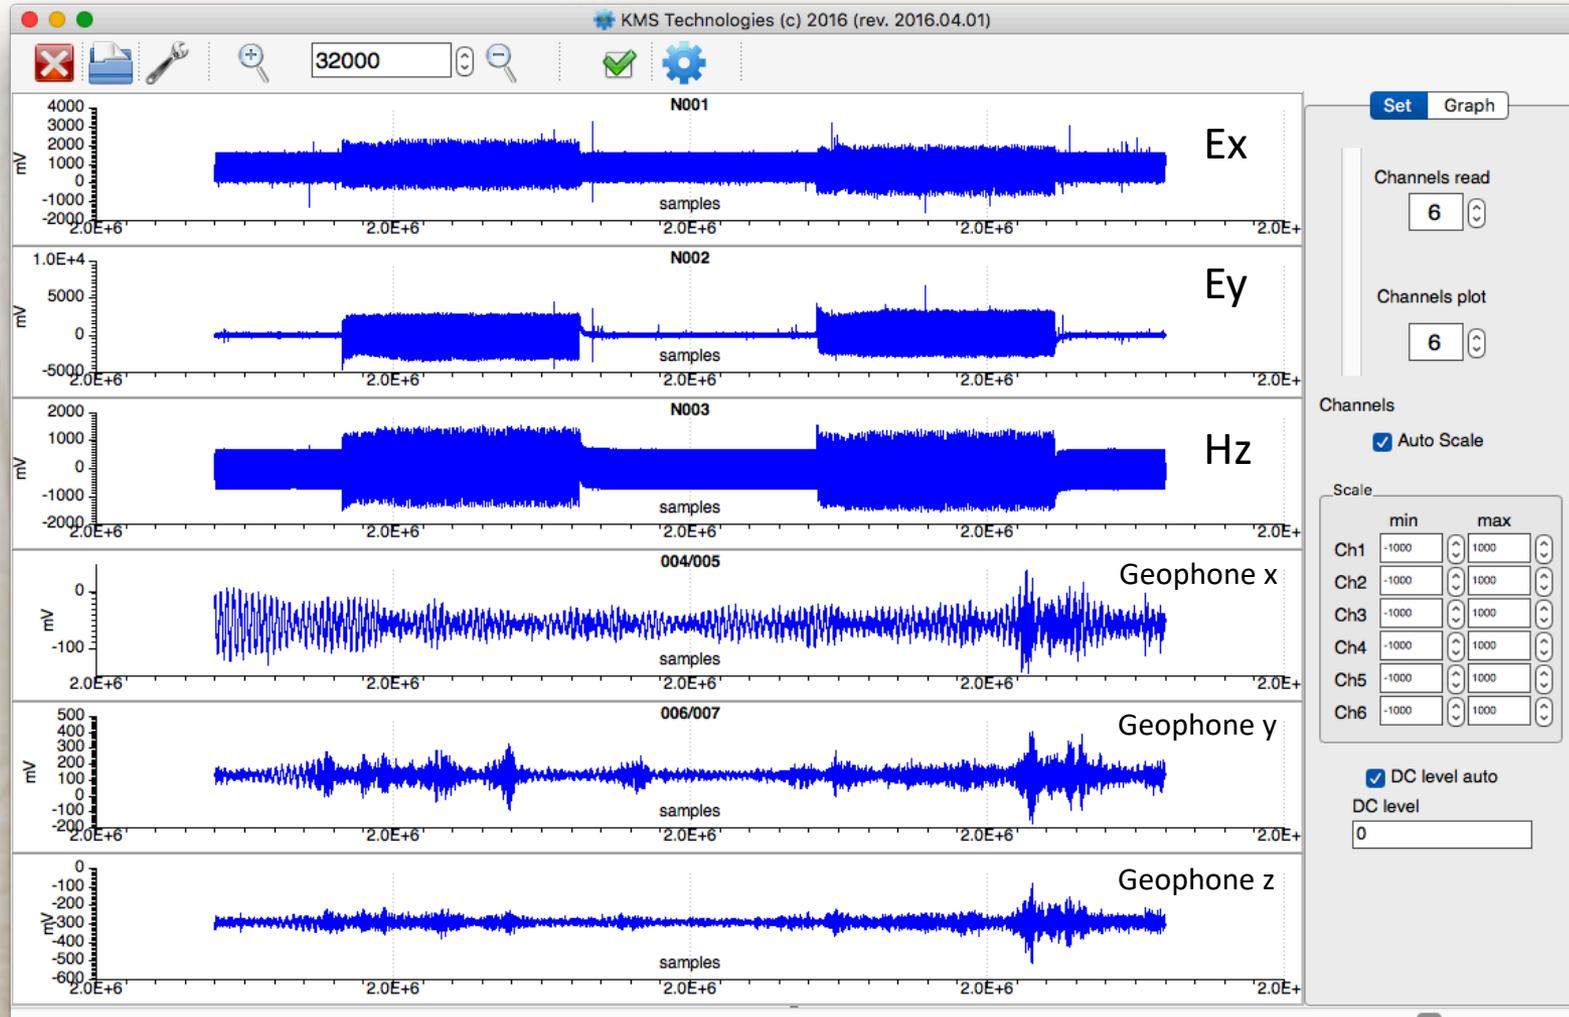 KMS Technologies (c) 2016 (rev. 2016.04.01)
32000
N001
4000
3000
2000
1000
0
-1000
-2000
mV
Ex
samples
2.0E+6 2.0E+6 2.0E+6 2.0E+6 2.0E+
N002
1.0E+4
5000
0
-5000
mV
Ey
samples
2.0E+6 2.0E+6 2.0E+6 2.0E+6 2.0E+
N003
2000
1000
0
-1000
-2000
mV
Hz
samples
2.0E+6 2.0E+6 2.0E+6 2.0E+6 2.0E+
004/005
0
-100
mV
Geophone x
samples
2.0E+6 2.0E+6 2.0E+6 2.0E+6 2.0E+
006/007
500
400
300
200
100
0
-100
-200
mV
Geophone y
samples
2.0E+6 2.0E+6 2.0E+6 2.0E+6 2.0E+
0
-100
-200
-300
-400
-500
-600
mV
Geophone z
samples
2.0E+6 2.0E+6 2.0E+6 2.0E+6 2.0E+
Set Graph
Channels read
6
Channels plot
6
Channels
Auto Scale
Scale
min max
Ch1 -1000 1000
Ch2 -1000 1000
Ch3 -1000 1000
Ch4 -1000 1000
Ch5 -1000 1000
Ch6 -1000 1000
DC level auto
DC level
0